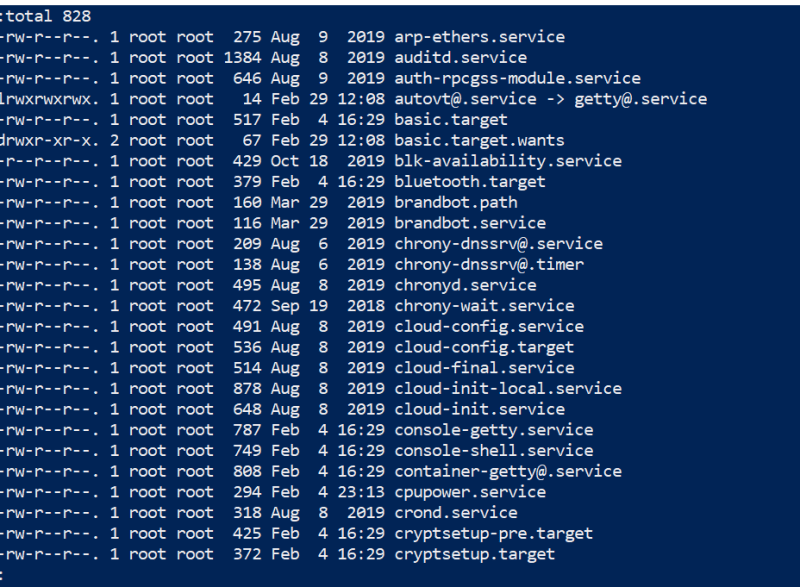 :total 828
-rw-r--r--. 1 root root  275 Aug  9  2019 arp-ethers.service
-rw-r--r--. 1 root root 1384 Aug  8  2019 auditd.service
-rw-r--r--. 1 root root  646 Aug  9  2019 auth-rpcgss-module.service
lrwxrwxrwx. 1 root root   14 Feb 29 12:08 autovt@.service -> getty@.service
-rw-r--r--. 1 root root  517 Feb  4 16:29 basic.target
drwxr-xr-x. 2 root root   67 Feb 29 12:08 basic.target.wants
-r--r--r--. 1 root root  429 Oct 18  2019 blk-availability.service
-rw-r--r--. 1 root root  379 Feb  4 16:29 bluetooth.target
-rw-r--r--. 1 root root  160 Mar 29  2019 brandbot.path
-rw-r--r--. 1 root root  116 Mar 29  2019 brandbot.service
-rw-r--r--. 1 root root  209 Aug  6  2019 chrony-dnssrv@.service
-rw-r--r--. 1 root root  138 Aug  6  2019 chrony-dnssrv@.timer
-rw-r--r--. 1 root root  495 Aug  8  2019 chronyd.service
-rw-r--r--. 1 root root  472 Sep 19  2018 chrony-wait.service
-rw-r--r--. 1 root root  491 Aug  8  2019 cloud-config.service
-rw-r--r--. 1 root root  536 Aug  8  2019 cloud-config.target
-rw-r--r--. 1 root root  514 Aug  8  2019 cloud-final.service
-rw-r--r--. 1 root root  878 Aug  8  2019 cloud-init-local.service
-rw-r--r--. 1 root root  648 Aug  8  2019 cloud-init.service
-rw-r--r--. 1 root root  787 Feb  4 16:29 console-getty.service
-rw-r--r--. 1 root root  749 Feb  4 16:29 console-shell.service
-rw-r--r--. 1 root root  808 Feb  4 16:29 container-getty@.service
-rw-r--r--. 1 root root  294 Feb  4 23:13 cpupower.service
-rw-r--r--. 1 root root  318 Aug  8  2019 crond.service
-rw-r--r--. 1 root root  425 Feb  4 16:29 cryptsetup-pre.target
-rw-r--r--. 1 root root  372 Feb  4 16:29 cryptsetup.target
: